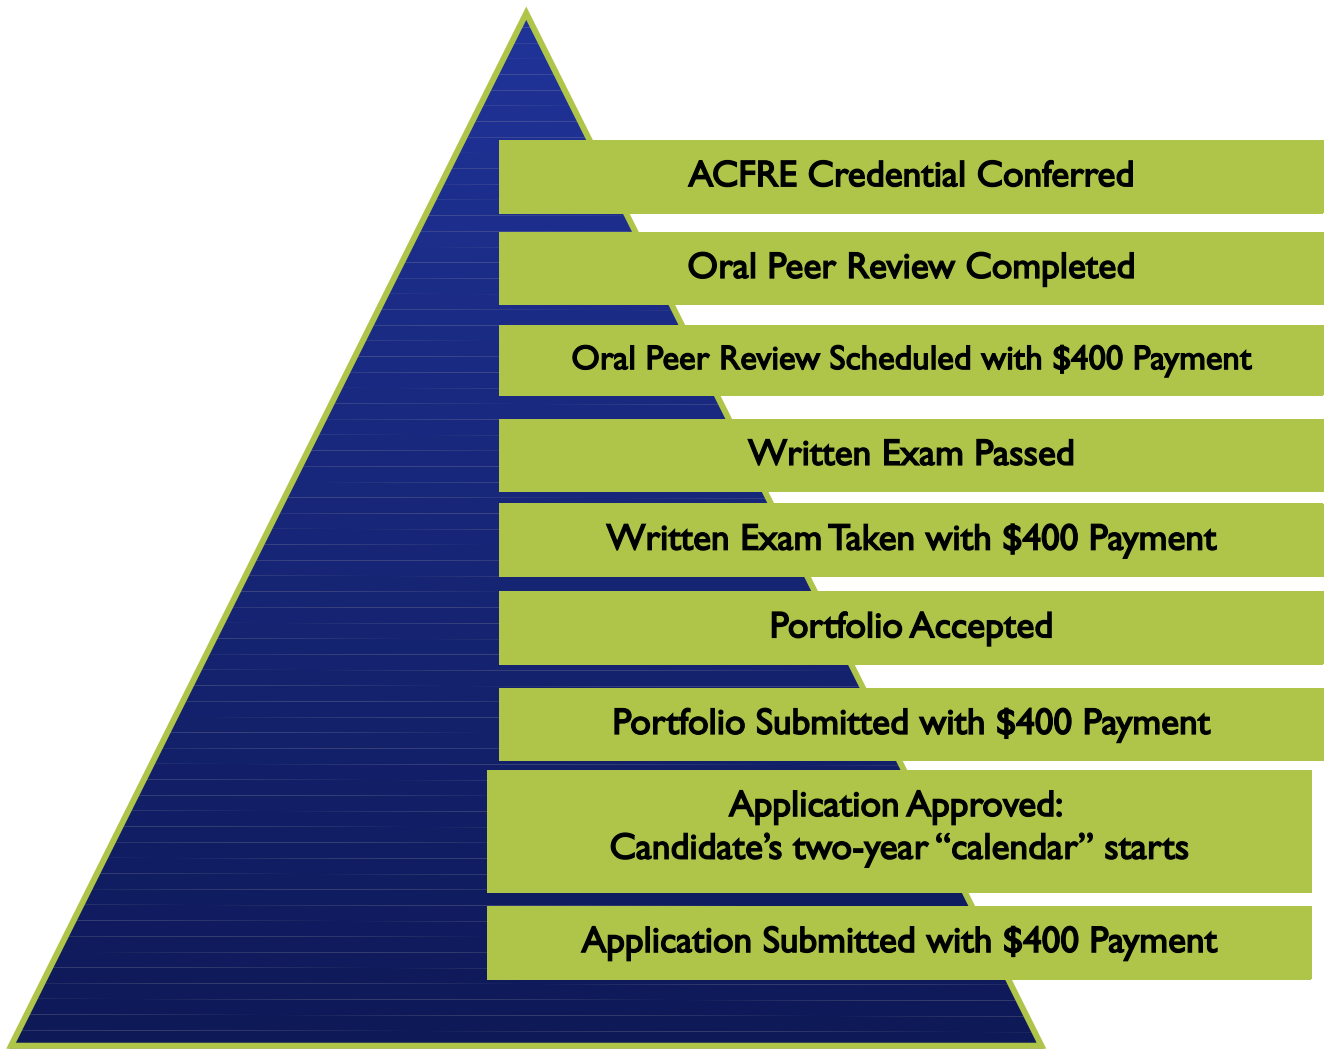 ACFRE Credential Conferred
Oral Peer Review Completed
Oral Peer Review Scheduled with $400 Payment
Written Exam Passed
Written Exam Taken with $400 Payment
Portfolio Accepted
Portfolio Submitted with $400 Payment
Application Approved:
Candidate’s two-year “calendar” starts
Application Submitted with $400 Payment